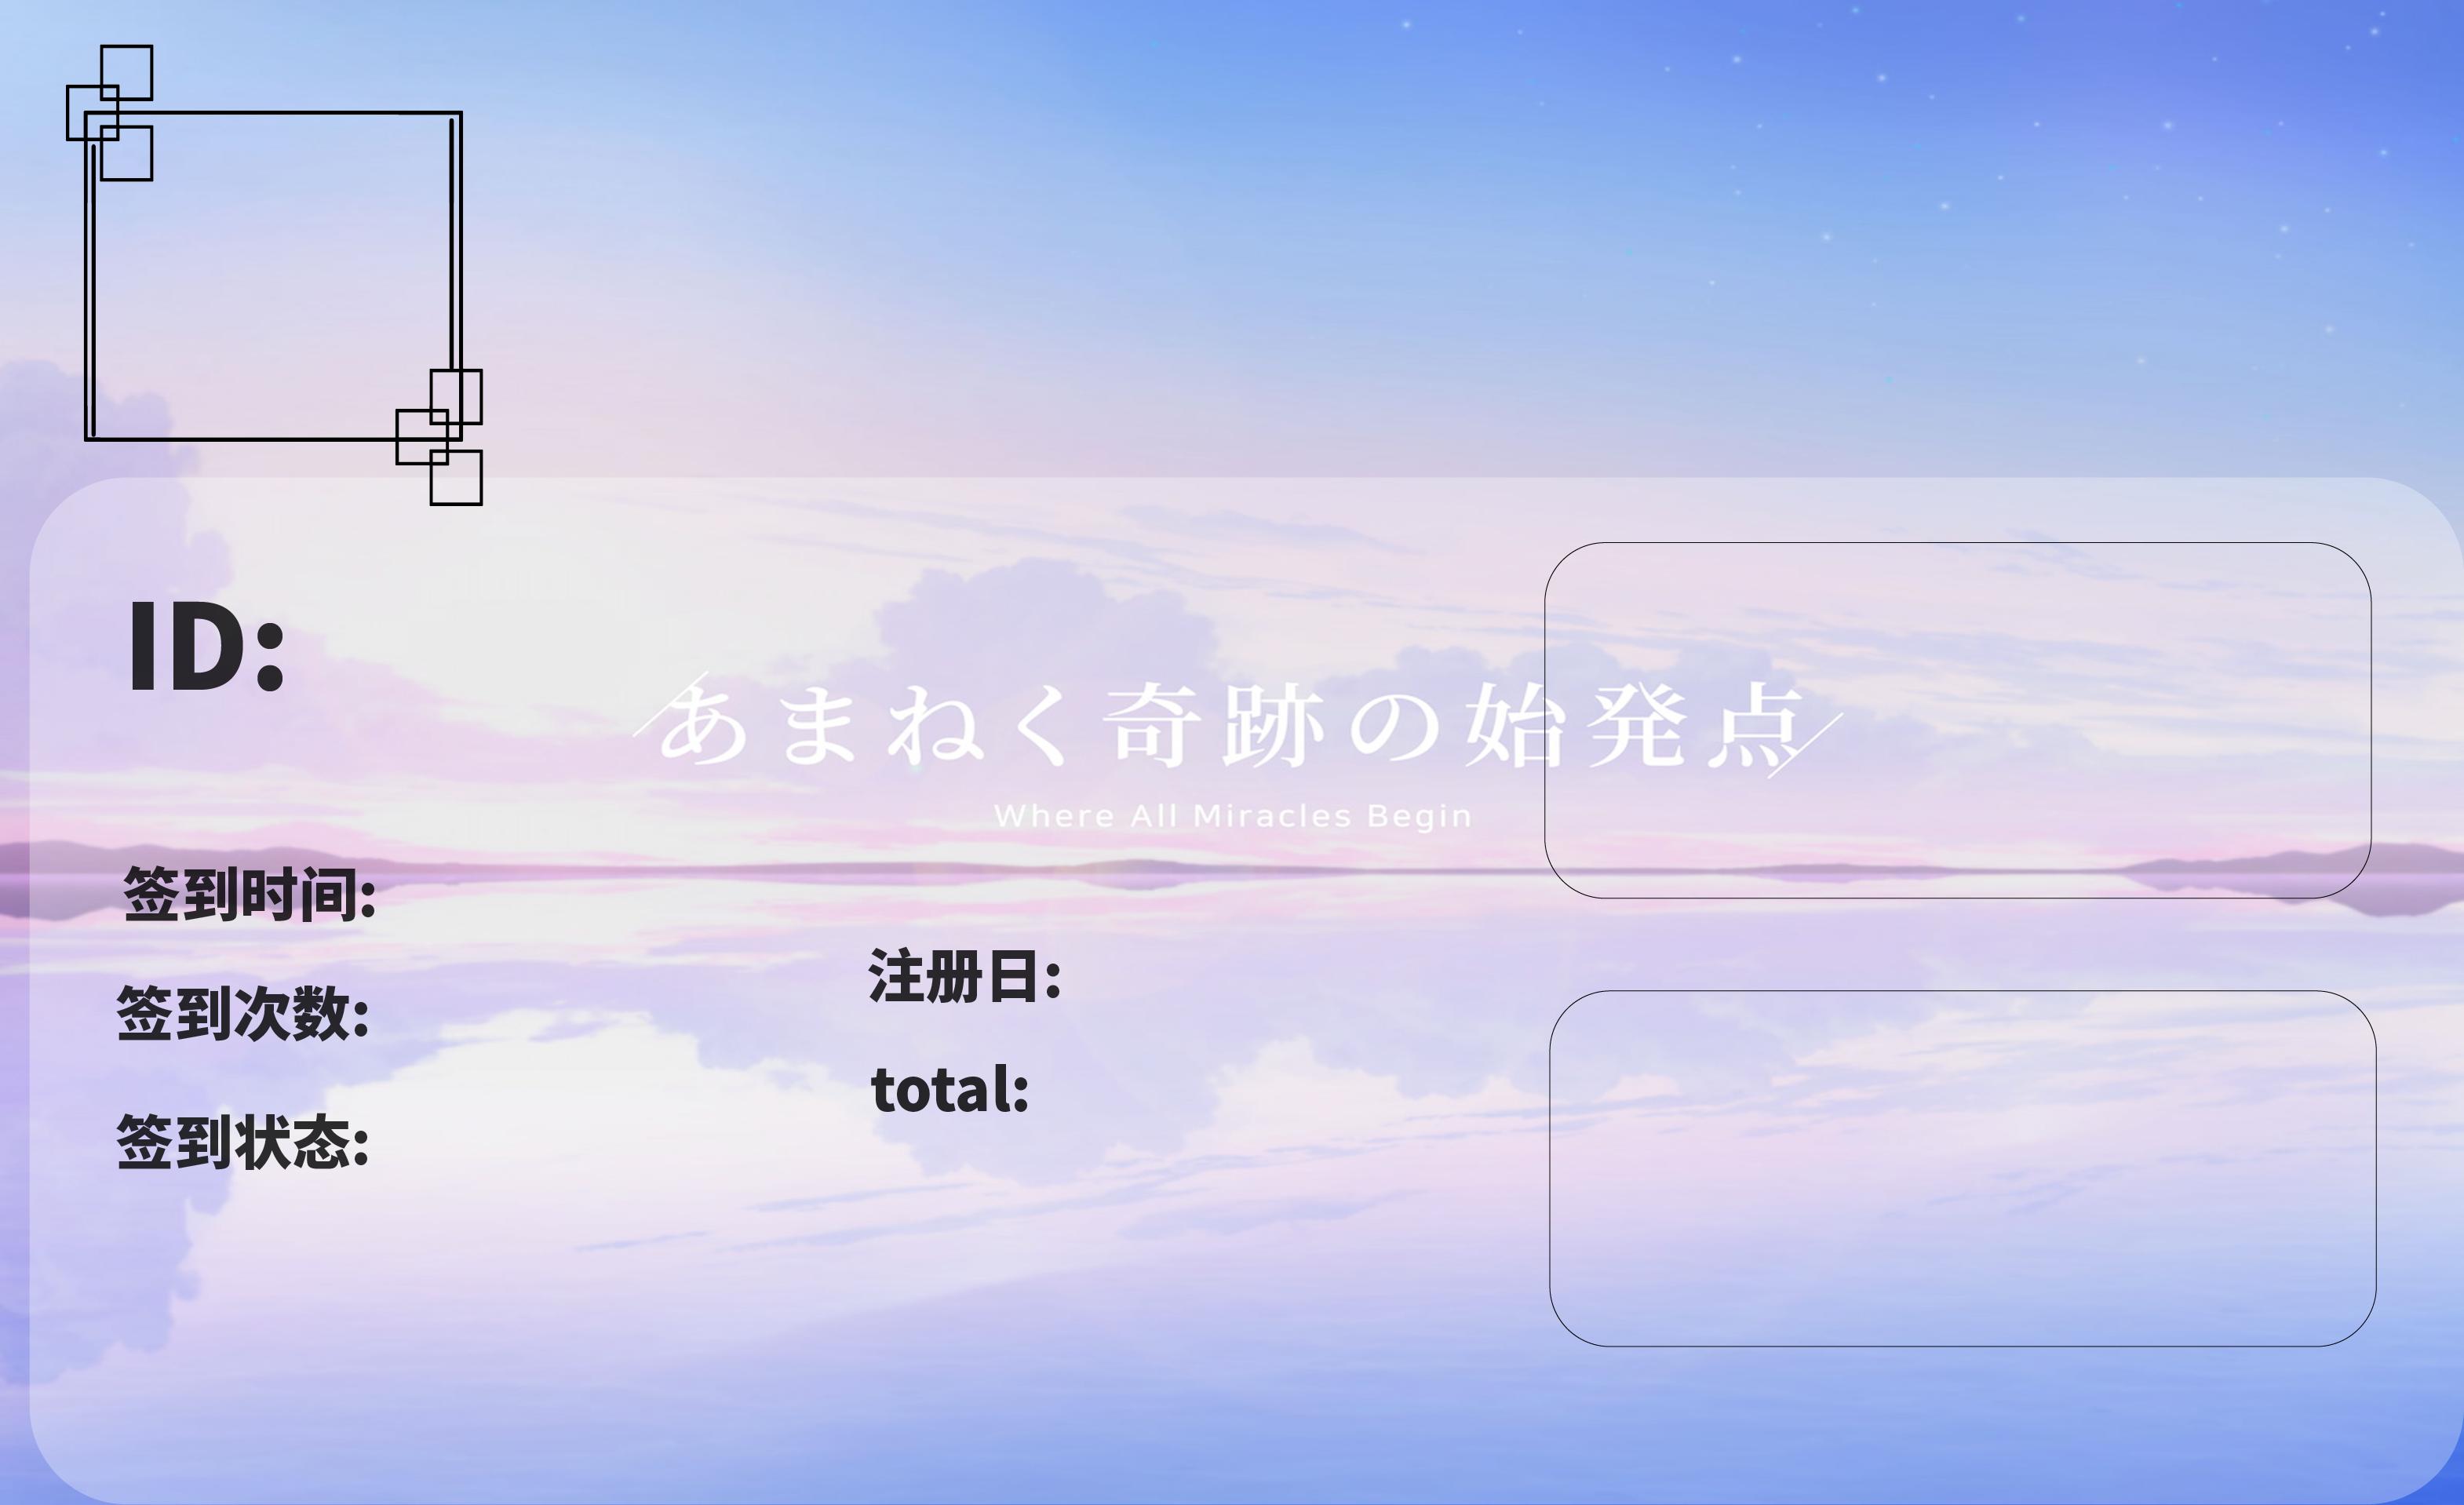 ID:
あまねく奇跡の始発点
Where All Miracles Begin
签到时间:
签到次数:
签到状态:
注册日:
total: